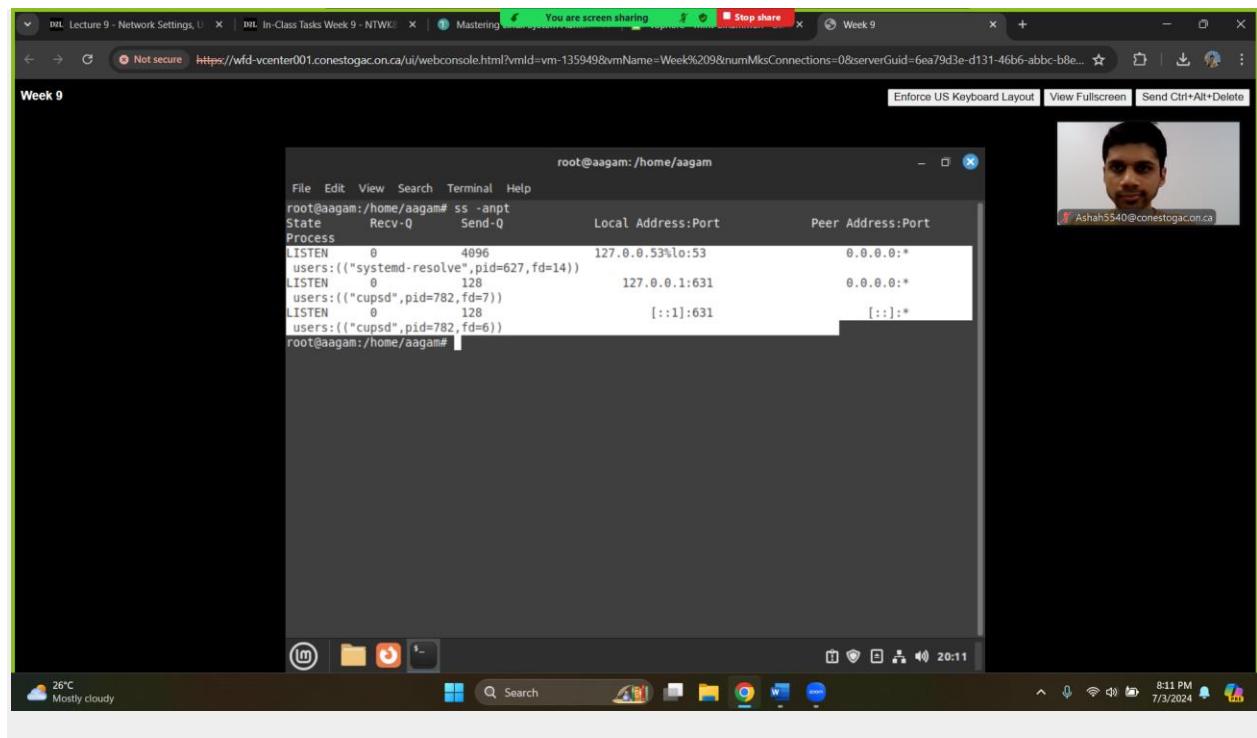 You are screen sharing
Stop share
Lecture 9 - Network Settings, U
In-Class Tasks Week 9 - NTWK8
Mastering
Week 9
Not secure
https://wfd-vcenter001.conestogac.on.ca/ui/webconsole.html?vmId=vm-135949&vmName=Week%209&numMksConnections=0&serverGuid=6ea79d3e-d131-46b6-abbc-b8e...
Week 9
Enforce US Keyboard Layout
View Fullscreen
Send Ctrl+Alt+Delete
root@aagam: /home/aagam
File Edit View Search Terminal Help
root@aagam:/home/aagam# ss -anpt
State Recv-Q Send-Q Local Address:Port Peer Address:Port
Process
LISTEN 0 4096 127.0.0.53%lo:53 0.0.0.0:*
users:(("systemd-resolve",pid=627,fd=14))
LISTEN 0 128 127.0.0.1:631 0.0.0.0:*
users:(("cupsd",pid=782,fd=7))
LISTEN 0 128 [::1]:631 [::]:*
users:(("cupsd",pid=782,fd=6))
root@aagam:/home/aagam#
Ashah5540@conestogac.on.ca
20:11
26°C
Mostly cloudy
Search
8:11 PM
7/3/2024